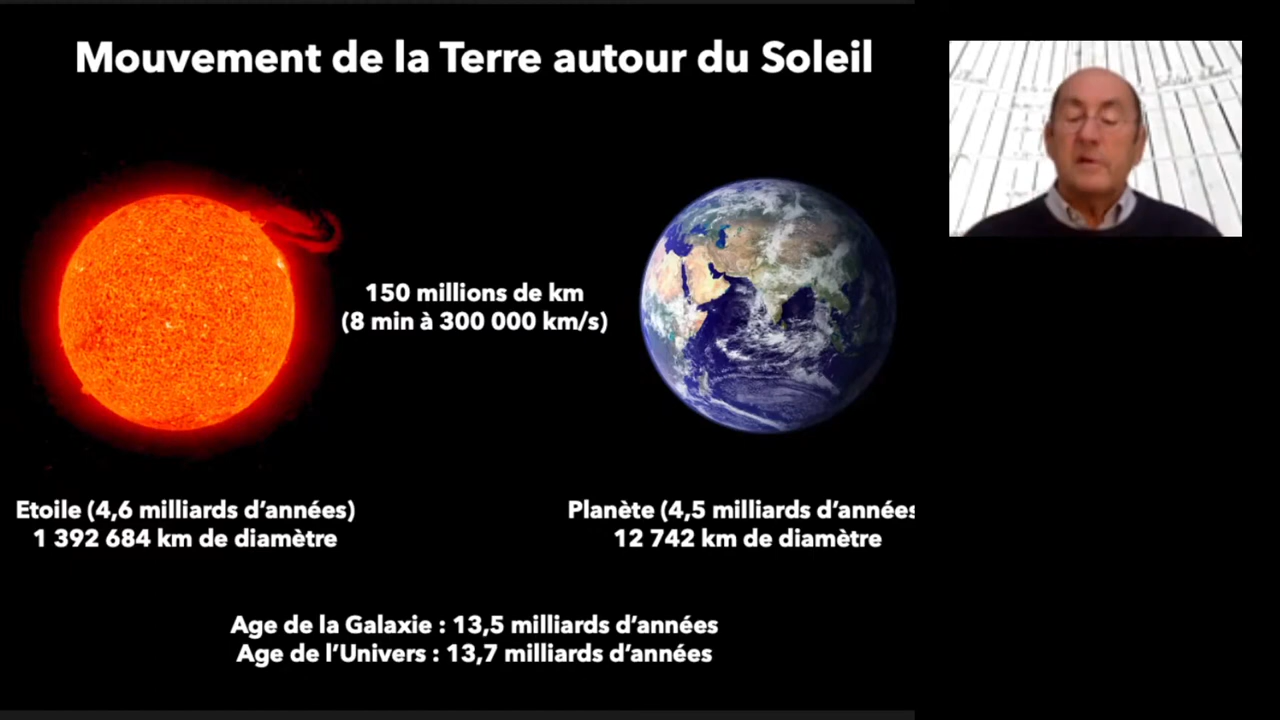 Mouvement de la Terre autour du Soleil
150 millions de km
(8 min à 300 000 km/s)
Etoile (4,6 milliards d’années)
1 392 684 km de diamètre
Planète (4,5 milliards d’années
12 742 km de diamètre
Age de la Galaxie : 13,5 milliards d’années
Age de l’Univers : 13,7 milliards d’années